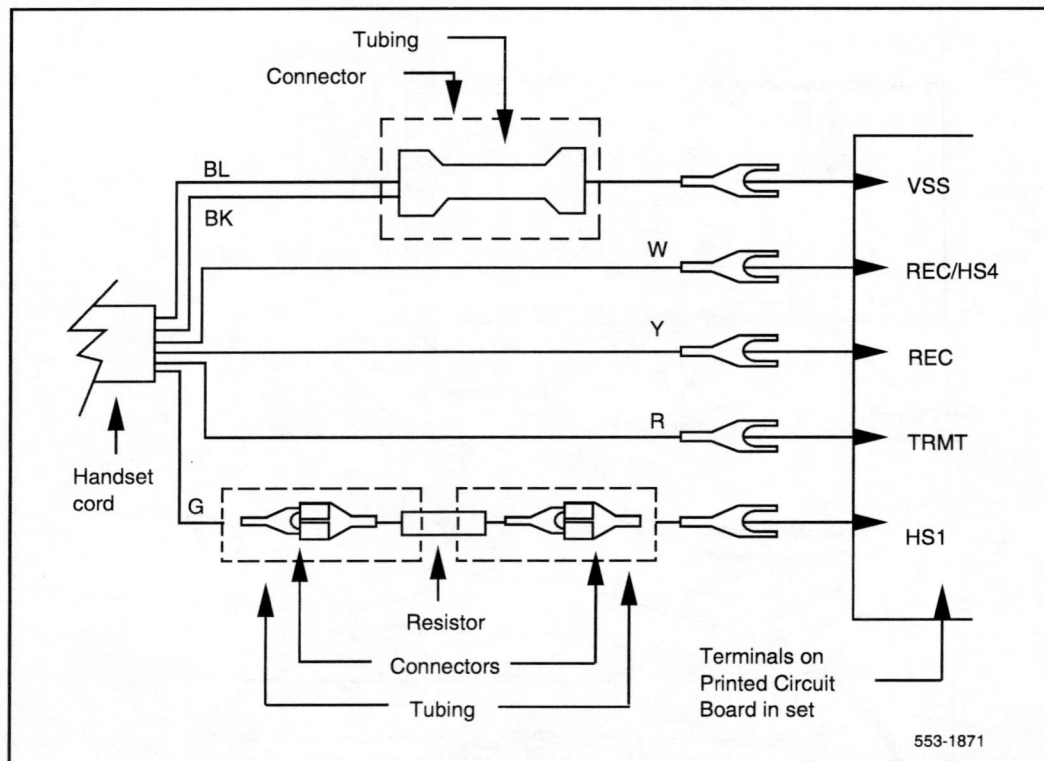 Tubing
Connector
BL
BK
VSS
W
REC/HS4
Y
REC
R
TRMT
Handset
cord
G
HS1
Resistor
Connectors
Tubing
Terminals on
Printed Circuit
Board in set
553-1871